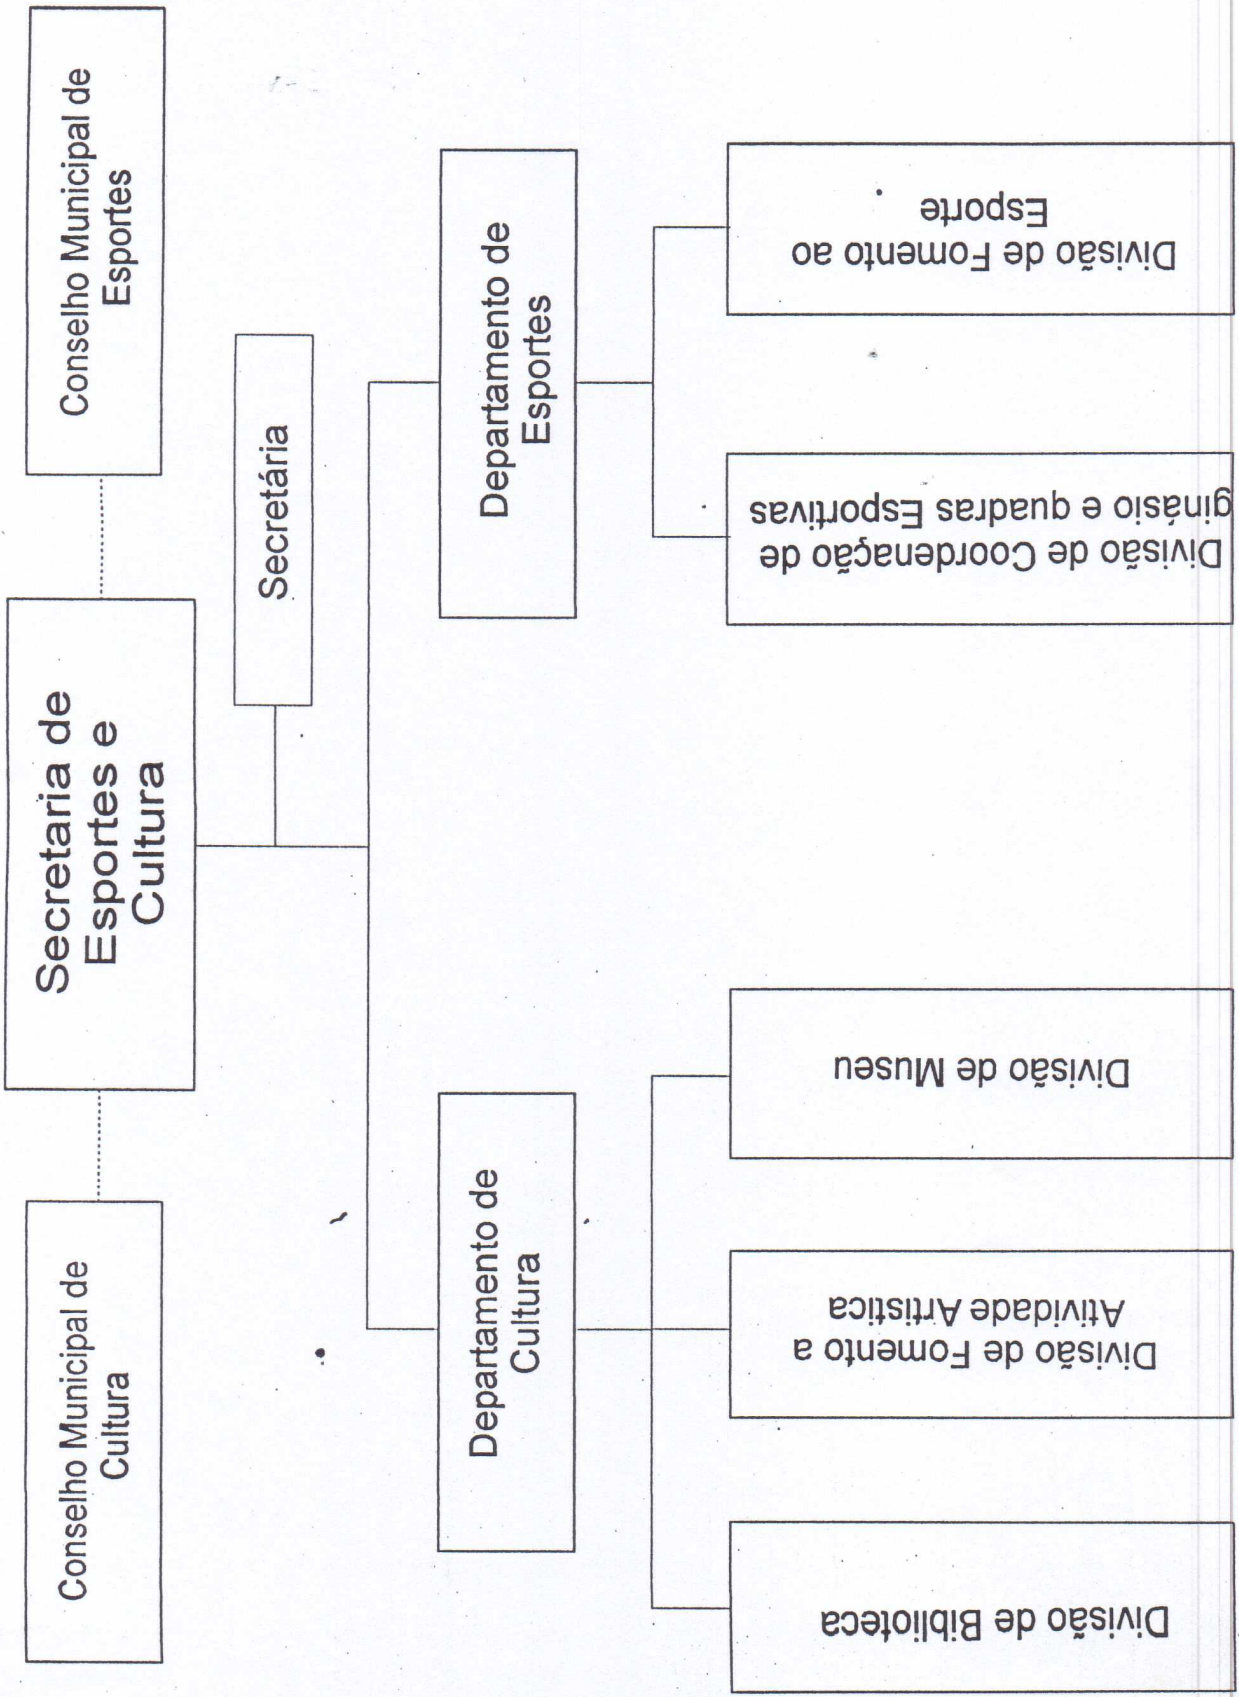 Conselho Municipal de
Cultura
Secretaria de
Esportes e
Cultura
Conselho Municipal de
Esportes
Secretária
Departamento de
Cultura
Departamento de
Esportes
Divisão de Biblioteca
Divisão de Fomento a
Atividade Artistica
Divisão de Museu
Divisão de Coordenação de
ginásio e quadras Esportivas
Divisão de Fomento ao
Esporte